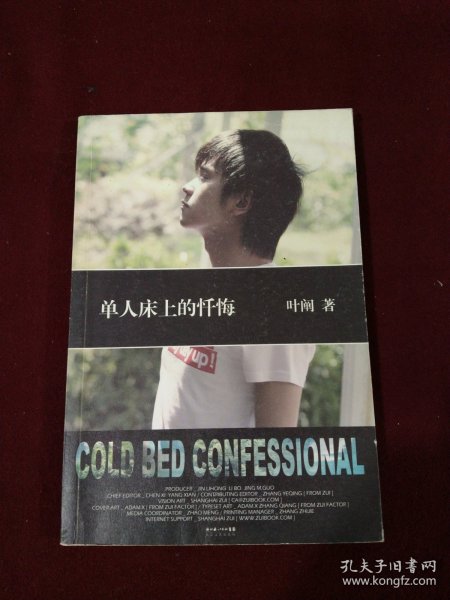 单人床上的忏悔 叶阐 著
up!
COLD BED CONFESSIONAL
PRODUCER _ JIN LIHONG LI BO JING M.GUO
CHIEF EDITOR _ CHEN XI YANG XIAN / CONTRIBUTING EDITOR _ ZHANG YEQING [ FROM ZUI ]
VISION ART _ SHANGHAI ZUI [ CA@ZUIBOOK.COM ]
COVER ART _ ADAM.X [ FROM ZUI FACTOR ] / TYPESET ART _ ADAM.X ZHANG QIANG [ FROM ZUI FACTOR ]
MEDIA COORDINATOR _ ZHAO MENG / PRINTING MANAGER _ ZHANG ZHIJIE
INTERNET SUPPORT _ SHANGHAI ZUI [ WWW.ZUIBOOK.COM ]
孔夫子旧书网
www.kongfz.com